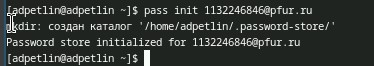 [adpetlin@adpetlin ~]$ pass init 1132246846@pfur.ru
mkdir: создан каталог '/home/adpetlin/.password-store/'
Password store initialized for 1132246846@pfur.ru
[adpetlin@adpetlin ~]$